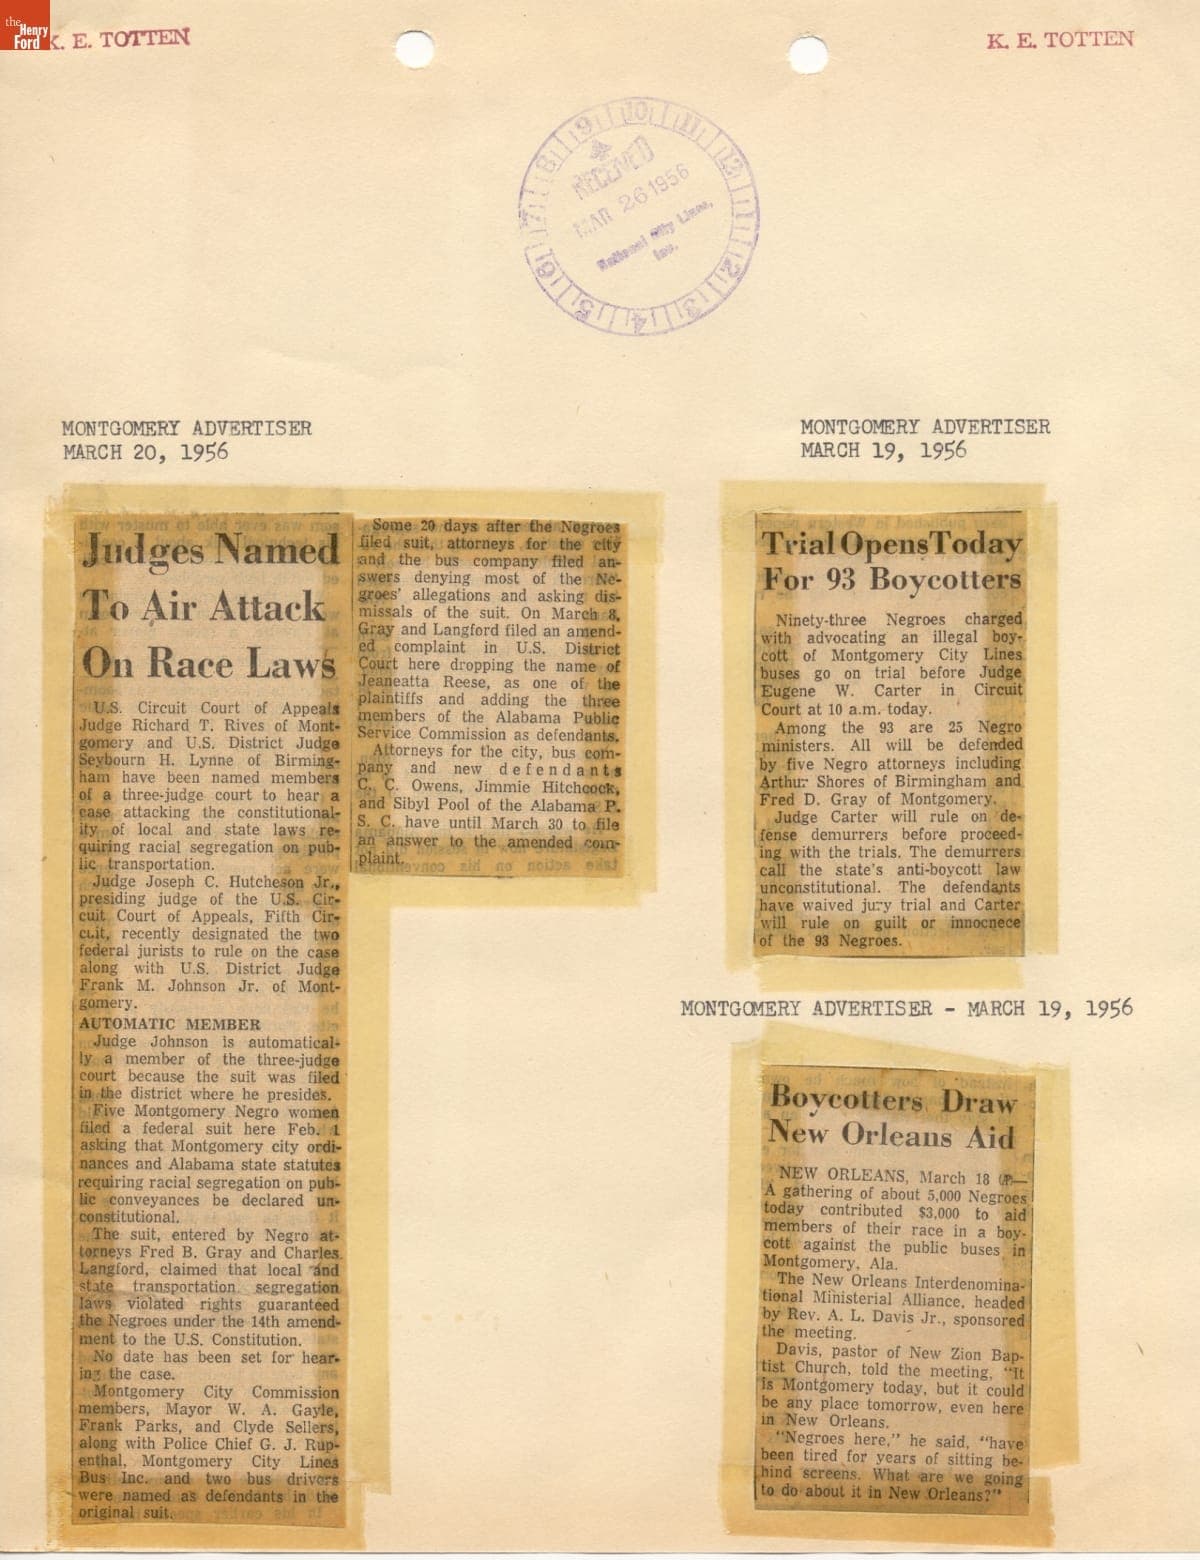 the
Henry
Ford
K. E. TOTTEN
K. E. TOTTEN
7 8 9 10 11 12 1 2 3 4 5 6
RECEIVED
MAR 26 1956
National City Lines,
Inc.
MONTGOMERY ADVERTISER
MARCH 20, 1956
Judges Named
To Air Attack
On Race Laws
U.S. Circuit Court of Appeals
Judge Richard T. Rives of Mont-
gomery and U.S. District Judge
Seybourn H. Lynne of Birming-
ham have been named members
of a three-judge court to hear a
case attacking the constitutional-
ity of local and state laws re-
quiring racial segregation on pub-
lic transportation.
Judge Joseph C. Hutcheson Jr.,
presiding judge of the U.S. Cir-
cuit Court of Appeals, Fifth Cir-
cuit, recently designated the two
federal jurists to rule on the case
along with U.S. District Judge
Frank M. Johnson Jr. of Mont-
gomery.
AUTOMATIC MEMBER
Judge Johnson is automatical-
ly a member of the three-judge
court because the suit was filed
in the district where he presides.
Five Montgomery Negro women
filed a federal suit here Feb. 1
asking that Montgomery city ordi-
nances and Alabama state statutes
requiring racial segregation on pub-
lic conveyances be declared un-
constitutional.
The suit, entered by Negro at-
torneys Fred B. Gray and Charles
Langford, claimed that local and
state transportation segregation
laws violated rights guaranteed
the Negroes under the 14th amend-
ment to the U.S. Constitution.
No date has been set for hear-
ing the case.
Montgomery City Commission
members, Mayor W. A. Gayle,
Frank Parks, and Clyde Sellers,
along with Police Chief G. J. Rup-
enthal, Montgomery City Lines
Bus Inc. and two bus drivers
were named as defendants in the
original suit.
Some 20 days after the Negroes
filed suit, attorneys for the city
and the bus company filed an-
swers denying most of the Ne-
groes' allegations and asking dis-
missals of the suit. On March 8,
Gray and Langford filed an amend-
ed complaint in U.S. District
Court here dropping the name of
Jeaneatta Reese, as one of the
plaintiffs and adding the three
members of the Alabama Public
Service Commission as defendants.
Attorneys for the city, bus com-
pany and new defendants
C. C. Owens, Jimmie Hitchcock,
and Sibyl Pool of the Alabama P.
S. C. have until March 30 to file
an answer to the amended com-
plaint.
MONTGOMERY ADVERTISER
MARCH 19, 1956
Trial Opens Today
For 93 Boycotters
Ninety-three Negroes charged
with advocating an illegal boy-
cott of Montgomery City Lines
buses go on trial before Judge
Eugene W. Carter in Circuit
Court at 10 a.m. today.
Among the 93 are 25 Negro
ministers. All will be defended
by five Negro attorneys including
Arthur Shores of Birmingham and
Fred D. Gray of Montgomery.
Judge Carter will rule on de-
fense demurrers before proceed-
ing with the trials. The demurrers
call the state's anti-boycott law
unconstitutional. The defendants
have waived jury trial and Carter
will rule on guilt or innocnece
of the 93 Negroes.
MONTGOMERY ADVERTISER - MARCH 19, 1956
Boycotters Draw
New Orleans Aid
NEW ORLEANS, March 18 (AP)—
A gathering of about 5,000 Negroes
today contributed $3,000 to aid
members of their race in a boy-
cott against the public buses in
Montgomery, Ala.
The New Orleans Interdenomina-
tional Ministerial Alliance, headed
by Rev. A. L. Davis Jr., sponsored
the meeting.
Davis, pastor of New Zion Bap-
tist Church, told the meeting, "It
is Montgomery today, but it could
be any place tomorrow, even here
in New Orleans.
"Negroes here," he said, "have
been tired for years of sitting be-
hind screens. What are we going
to do about it in New Orleans?"